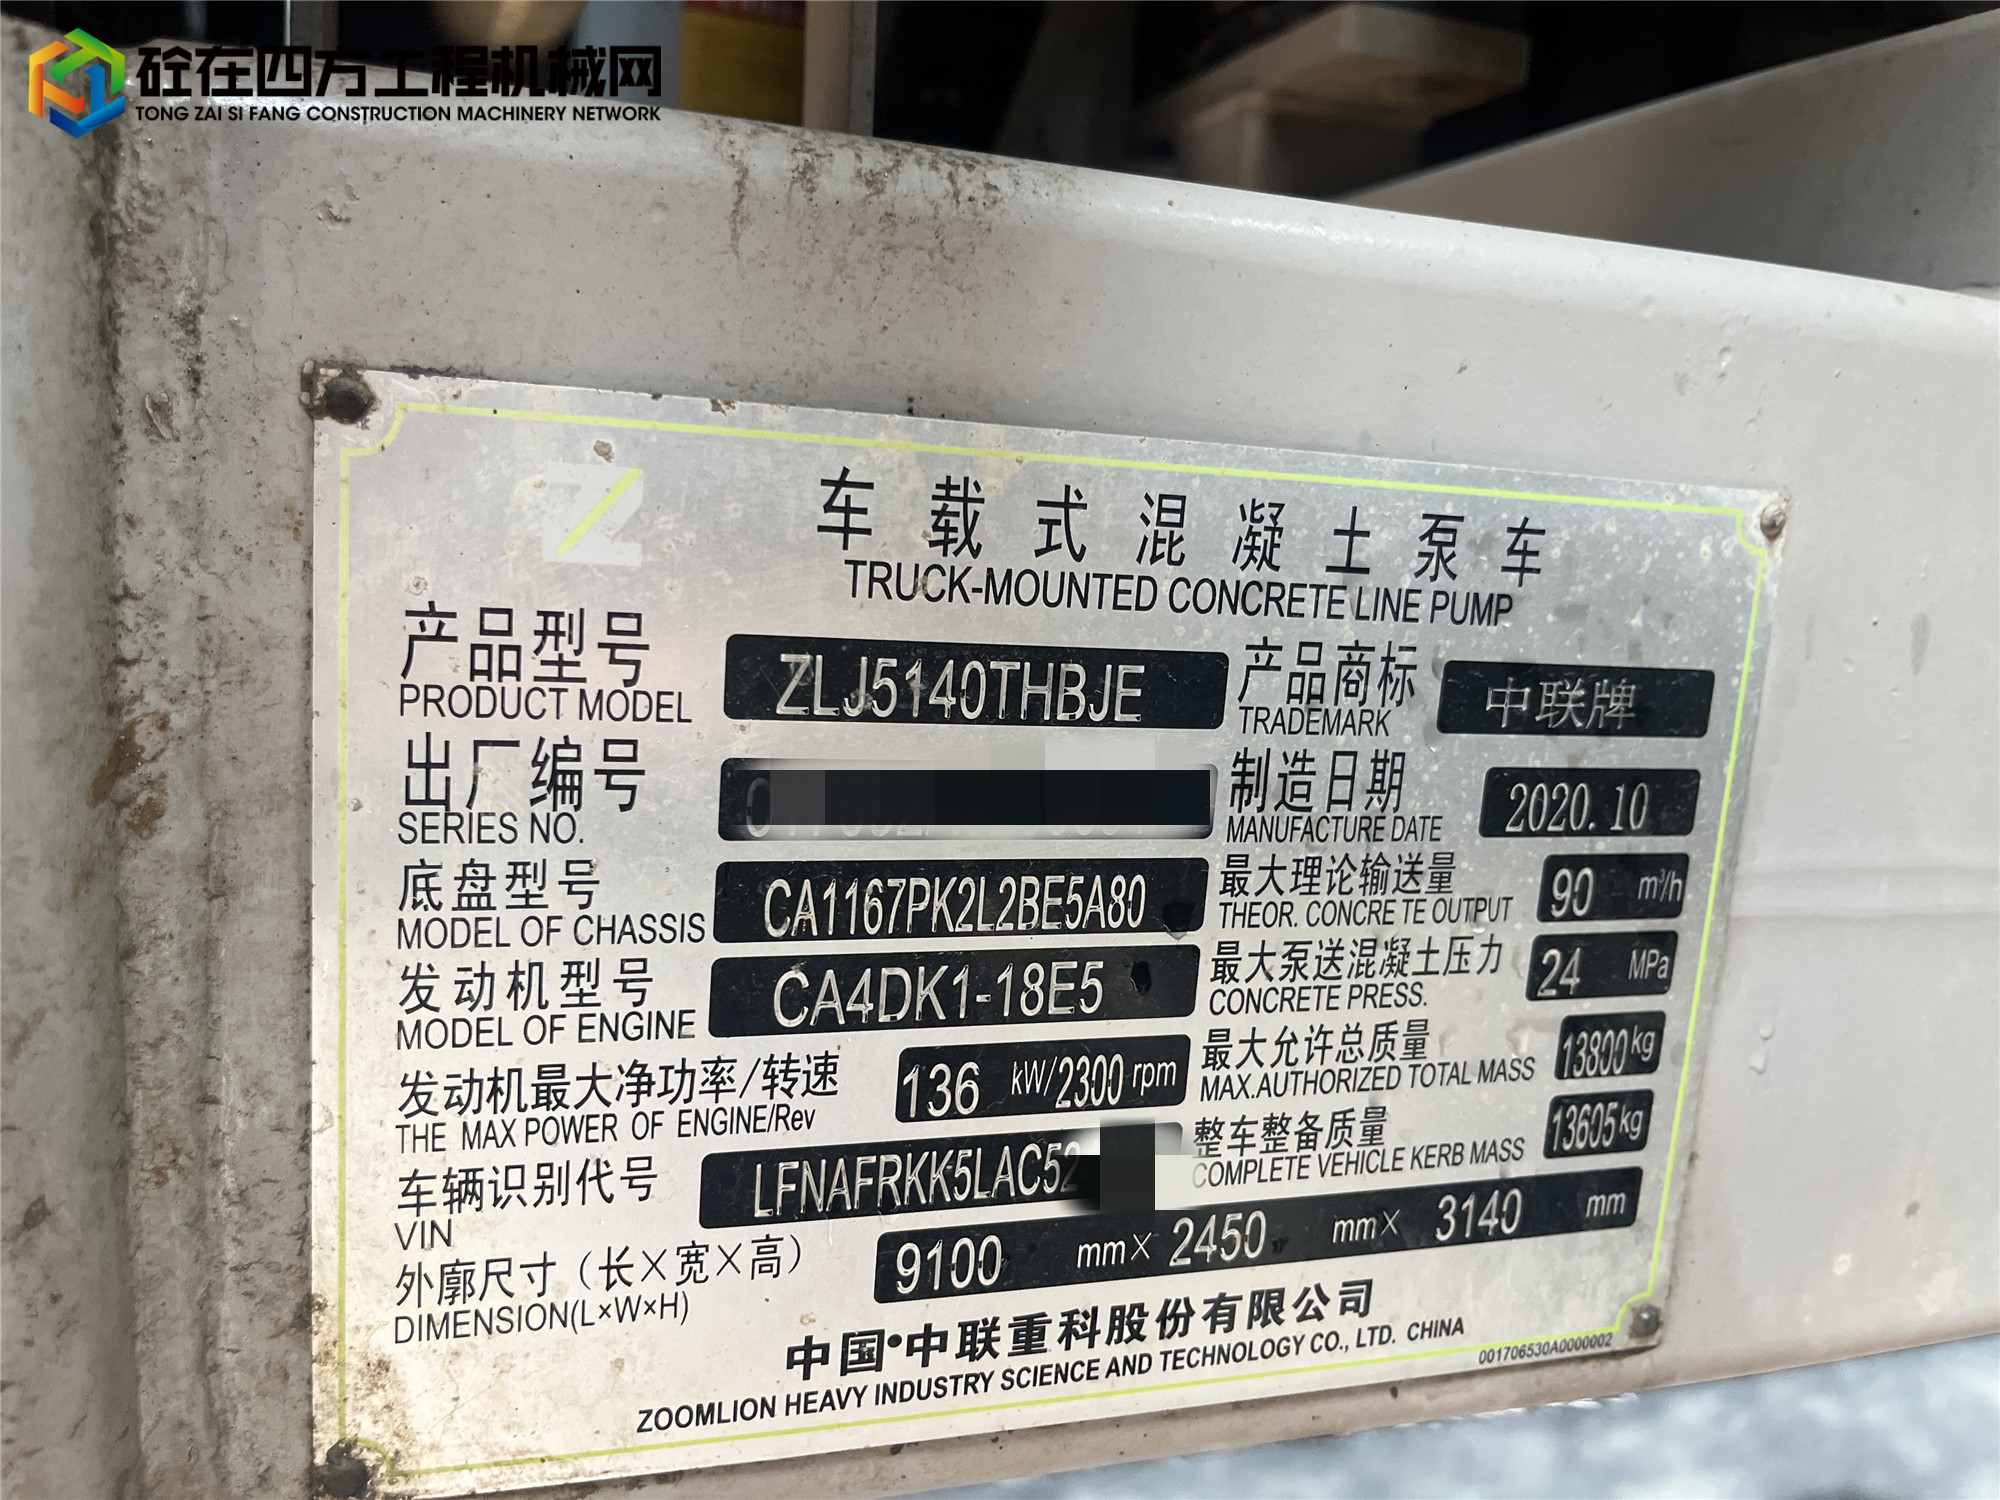 砼在四方工程机械网
TONG ZAI SI FANG CONSTRUCTION MACHINERY NETWORK
Z
车载式混凝土泵车
TRUCK-MOUNTED CONCRETE LINE PUMP
产品型号 ZLJ5140THBJE 产品商标 中联牌
PRODUCT MODEL TRADEMARK
出厂编号 制造日期 2020.10
SERIES NO. MANUFACTURE DATE
底盘型号 CA1167PK2L2BE5A80 最大理论输送量 90 m³/h
MODEL OF CHASSIS THEOR. CONCRE TE OUTPUT
发动机型号 CA4DK1-18E5 最大泵送混凝土压力 24 MPa
MODEL OF ENGINE CONCRETE PRESS.
发动机最大净功率/转速 136 kW/2300 rpm 最大允许总质量 13800kg
THE MAX POWER OF ENGINE/Rev MAX.AUTHORIZED TOTAL MASS
车辆识别代号 LFNAFRKK5LAC52 整车整备质量 13605kg
VIN COMPLETE VEHICLE KERB MASS
外廓尺寸（长×宽×高） 9100 mm× 2450 mm× 3140 mm
DIMENSION(L×W×H)
中国•中联重科股份有限公司
ZOOMLION HEAVY INDUSTRY SCIENCE AND TECHNOLOGY CO., LTD. CHINA
001706530A0000002